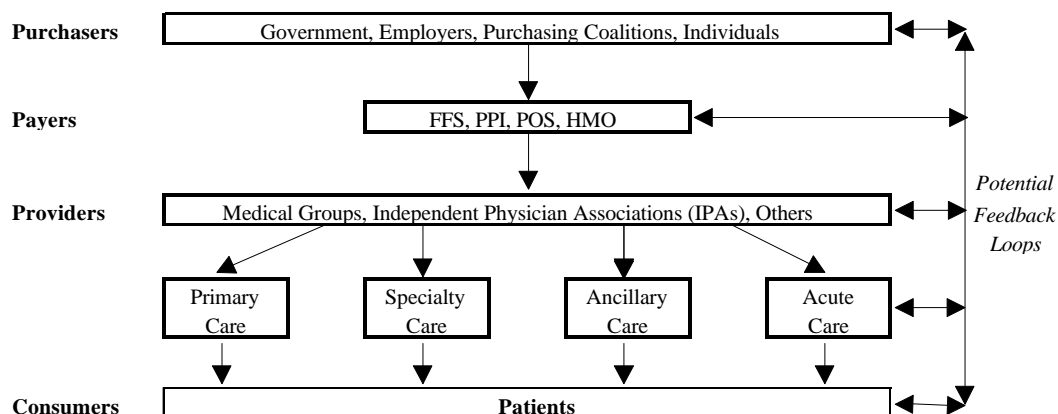 Purchasers
Government, Employers, Purchasing Coalitions, Individuals
Payers
FFS, PPI, POS, HMO
Providers
Medical Groups, Independent Physician Associations (IPAs), Others
Potential
Feedback
Loops
Primary
Care
Specialty
Care
Ancillary
Care
Acute
Care
Consumers
Patients